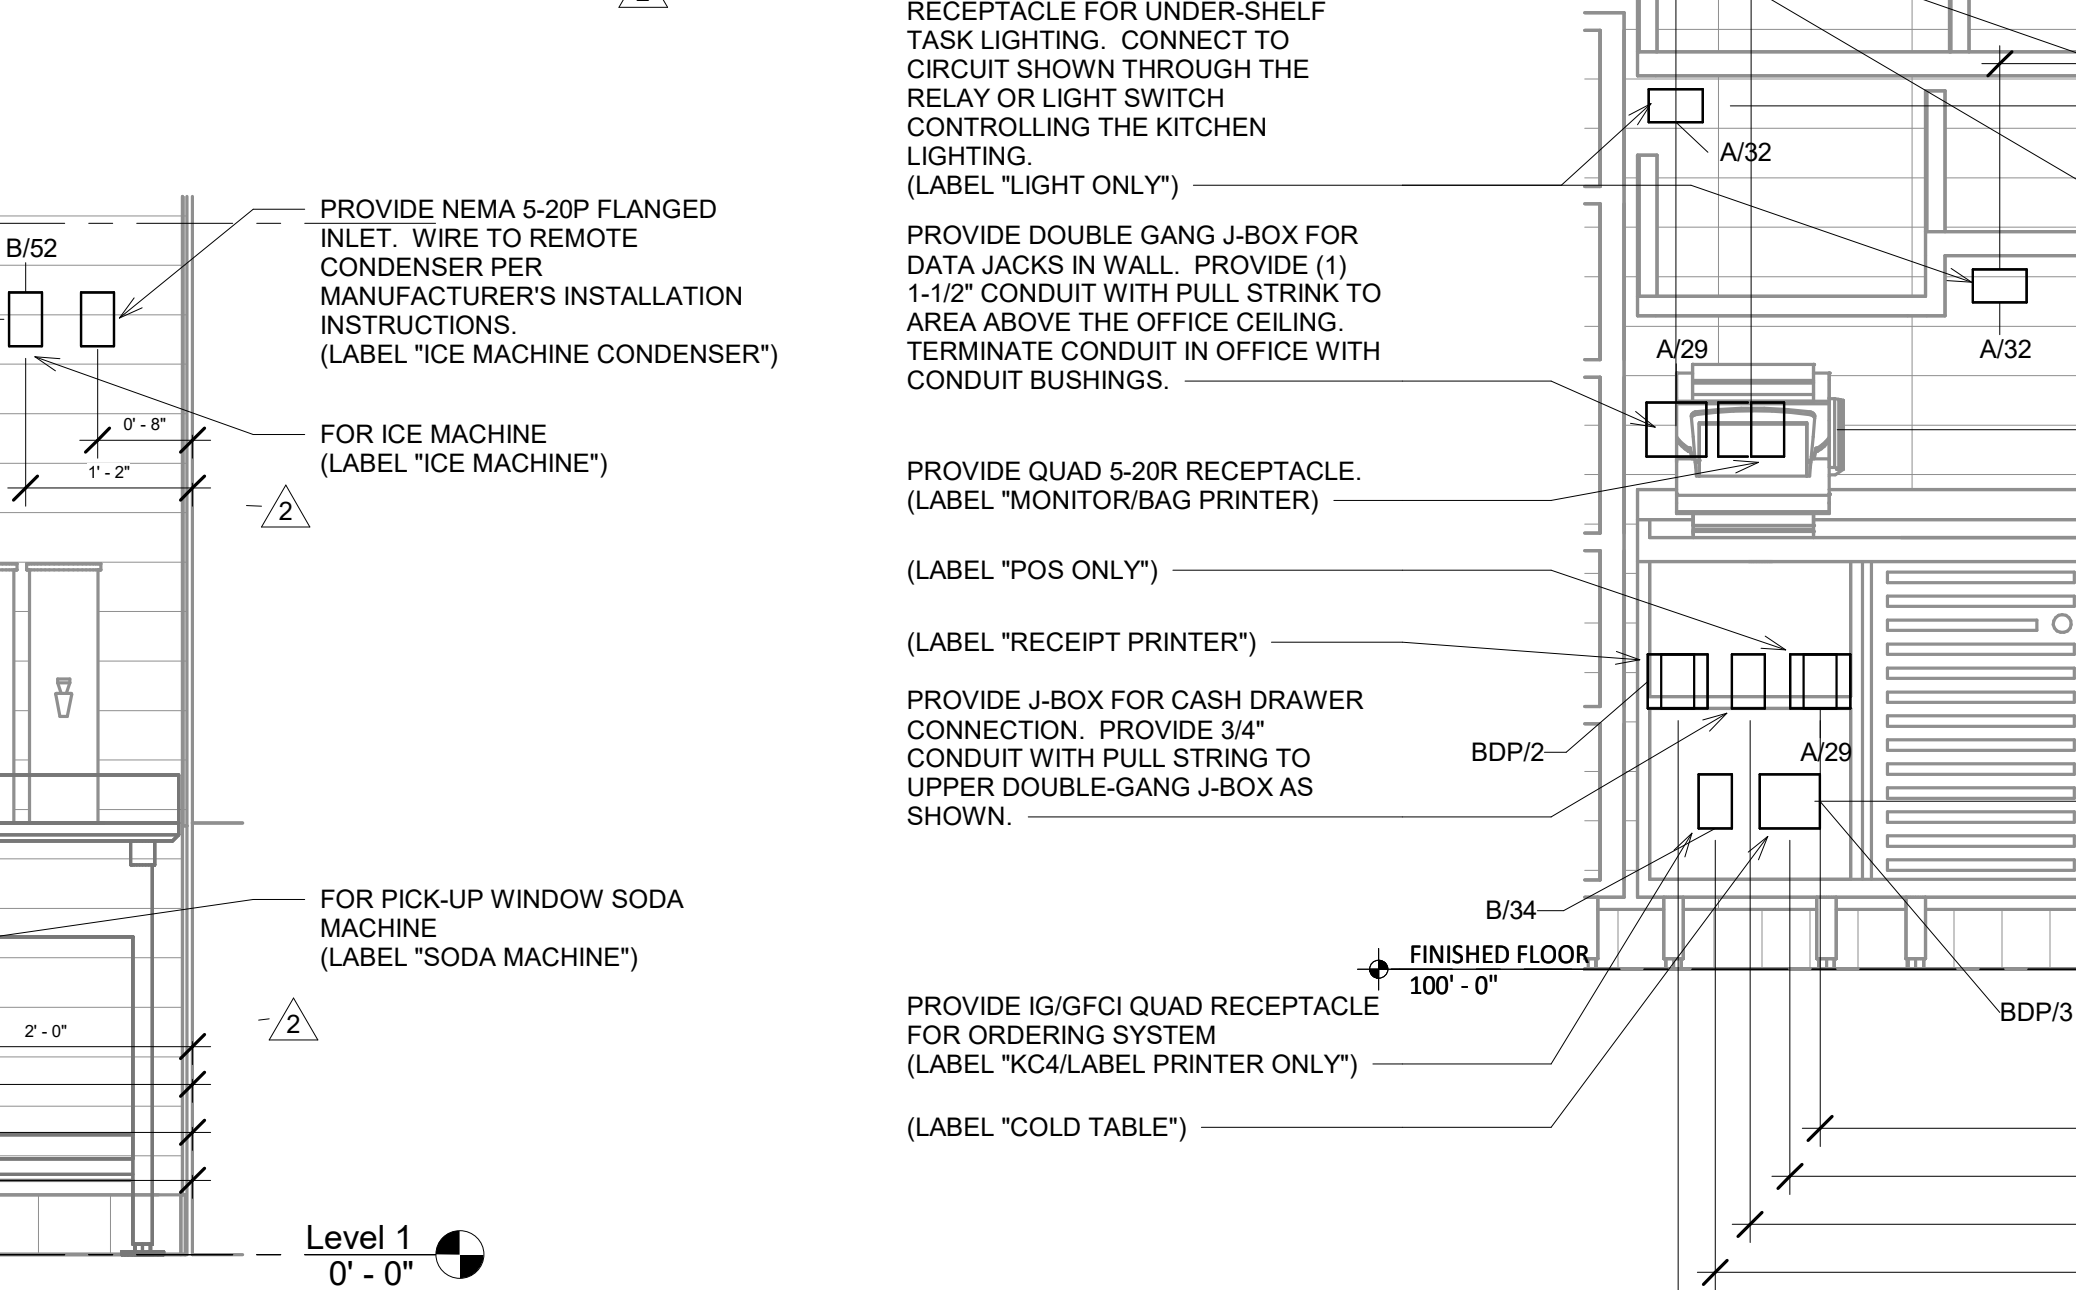 B/52
PROVIDE NEMA 5-20P FLANGED
INLET. WIRE TO REMOTE
CONDENSER PER
MANUFACTURER'S INSTALLATION
INSTRUCTIONS.
(LABEL "ICE MACHINE CONDENSER")
FOR ICE MACHINE
(LABEL "ICE MACHINE")
0' - 8"
1' - 2"
2
FOR PICK-UP WINDOW SODA
MACHINE
(LABEL "SODA MACHINE")
2
2' - 0"
Level 1
0' - 0"
RECEPTACLE FOR UNDER-SHELF
TASK LIGHTING. CONNECT TO
CIRCUIT SHOWN THROUGH THE
RELAY OR LIGHT SWITCH
CONTROLLING THE KITCHEN
LIGHTING.
(LABEL "LIGHT ONLY")
PROVIDE DOUBLE GANG J-BOX FOR
DATA JACKS IN WALL. PROVIDE (1)
1-1/2" CONDUIT WITH PULL STRINK TO
AREA ABOVE THE OFFICE CEILING.
TERMINATE CONDUIT IN OFFICE WITH
CONDUIT BUSHINGS.
PROVIDE QUAD 5-20R RECEPTACLE.
(LABEL "MONITOR/BAG PRINTER)
(LABEL "POS ONLY")
(LABEL "RECEIPT PRINTER")
PROVIDE J-BOX FOR CASH DRAWER
CONNECTION. PROVIDE 3/4"
CONDUIT WITH PULL STRING TO
UPPER DOUBLE-GANG J-BOX AS
SHOWN.
PROVIDE IG/GFCI QUAD RECEPTACLE
FOR ORDERING SYSTEM
(LABEL "KC4/LABEL PRINTER ONLY")
(LABEL "COLD TABLE")
A/32
A/29
A/32
BDP/2
A/29
B/34
FINISHED FLOOR
100' - 0"
BDP/3